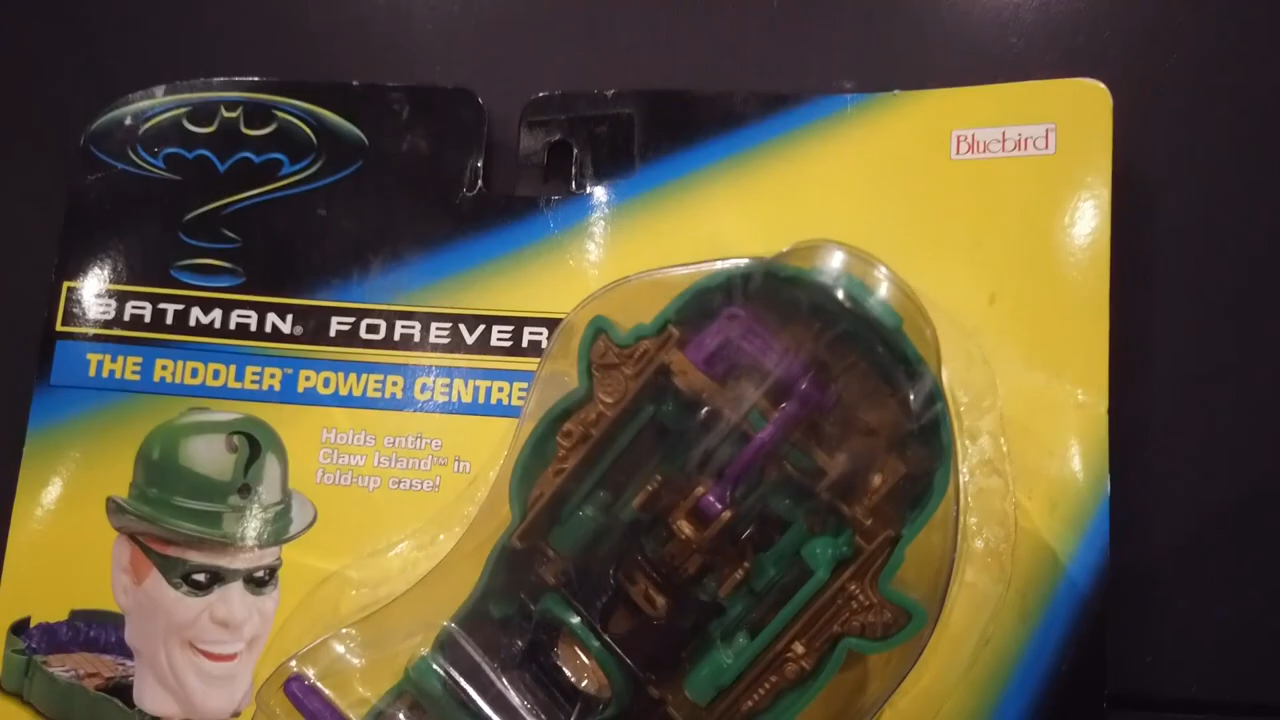 Bluebird
BATMAN® FOREVER
THE RIDDLER™ POWER CENTRE
Holds entire
Claw Island™ in
fold-up case!
?